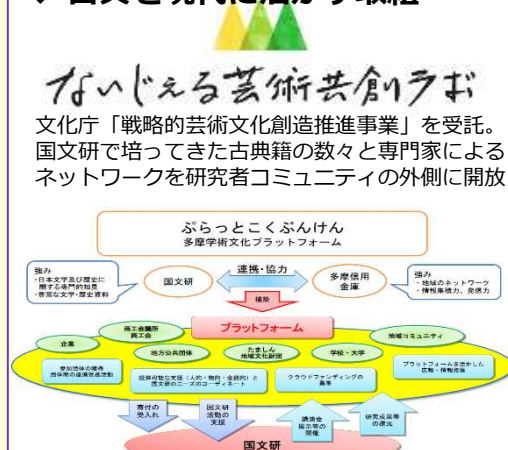 ないじぇる芸術共創ラボ
文化庁「戦略的芸術文化創造推進事業」を受託。
国文研で培ってきた古典籍の数々と専門家による
ネットワークを研究者コミュニティの外側に開放
ぷらっとこくぶんけん
多摩学術文化プラットフォーム
強み
・日本文学及び歴史に
関する専門的知見
・豊富な文学・歴史資料
国文研
連携・協力
多摩信用
金庫
強み
・地域のネットワーク
・情報集積力、発信力
構築
プラットフォーム
企業
商工会議所
商工会
地方公共団体
たましん
地域文化財団
学校・大学
地域コミュニティ
参加団体の獲得
団体間の連携促進活動
提供可能な支援（人的・物的・金銭的）と
国文研のニーズのコーディネート
クラウドファンディングの
募集
プラットフォームを活かした
広報・情報発信
寄付の
受入れ
国文研
活動の
支援
講演会
展示等の
開催
研究成果等
の還元
国文研